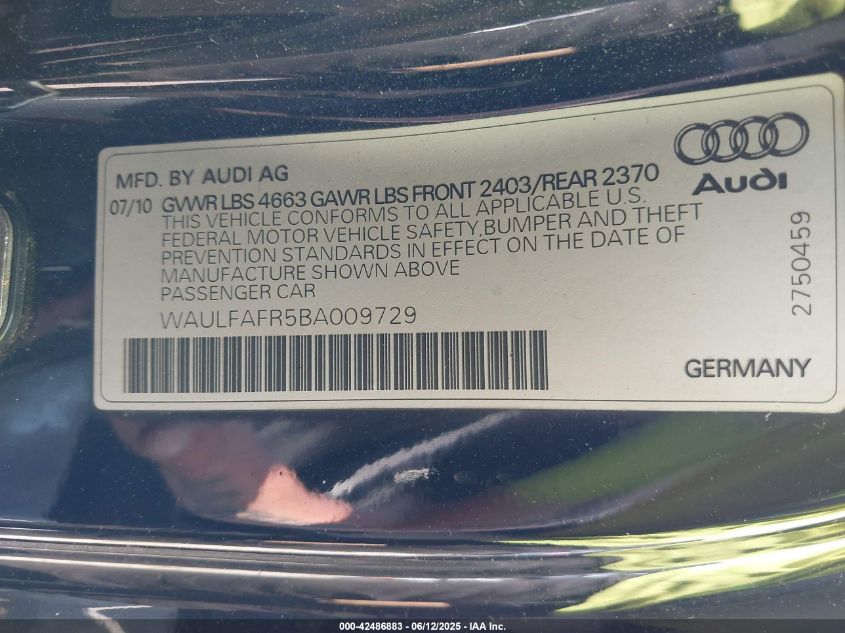 MFD. BY AUDI AG
07/10 GVWR LBS 4663 GAWR LBS FRONT 2403/REAR 2370
THIS VEHICLE CONFORMS TO ALL APPLICABLE U.S.
FEDERAL MOTOR VEHICLE SAFETY,BUMPER AND THEFT
PREVENTION STANDARDS IN EFFECT ON THE DATE OF
MANUFACTURE SHOWN ABOVE
PASSENGER CAR
WAULFAFR5BA009729
Audi
2750459
GERMANY
000-42486883 - 06/12/2025 - IAA Inc.